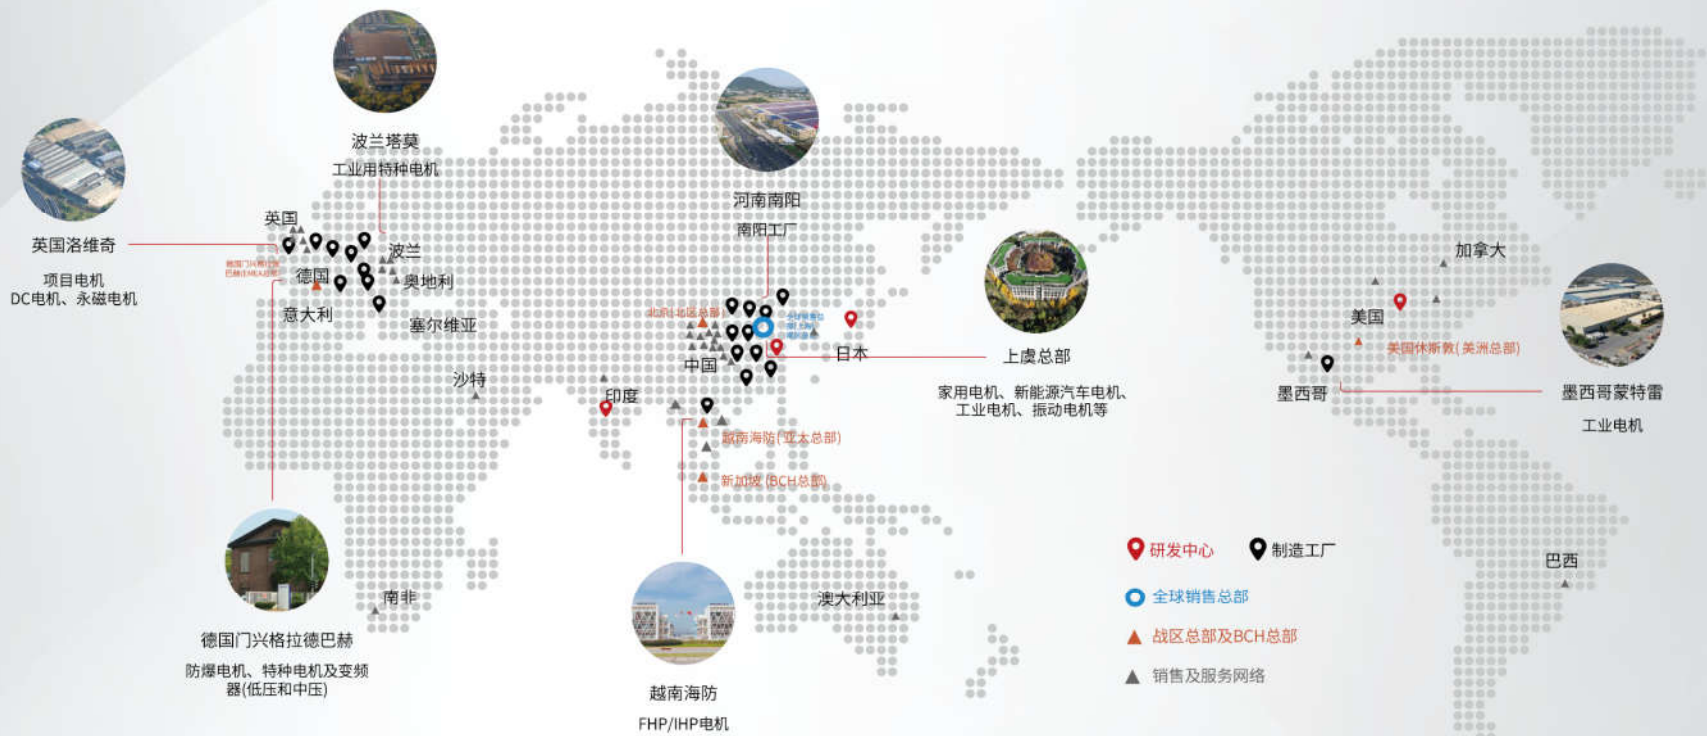 波兰塔莫
工业用特种电机
英国洛维奇
项目电机
DC电机、永磁电机
英国
波兰
德国
奥地利
意大利
塞尔维亚
河南南阳
南阳工厂
北京(北区总部)
中国
日本
上虞总部
家用电机、新能源汽车电机、
工业电机、振动电机等
沙特
印度
越南海防(亚太总部)
新加坡 (BCH总部)
加拿大
美国
美国休斯敦( 美洲总部)
墨西哥
墨西哥蒙特雷
工业电机
南非
澳大利亚
巴西
德国门兴格拉德巴赫
防爆电机、特种电机及变频
器(低压和中压)
越南海防
FHP/IHP电机
研发中心
制造工厂
全球销售总部
战区总部及BCH总部
销售及服务网络